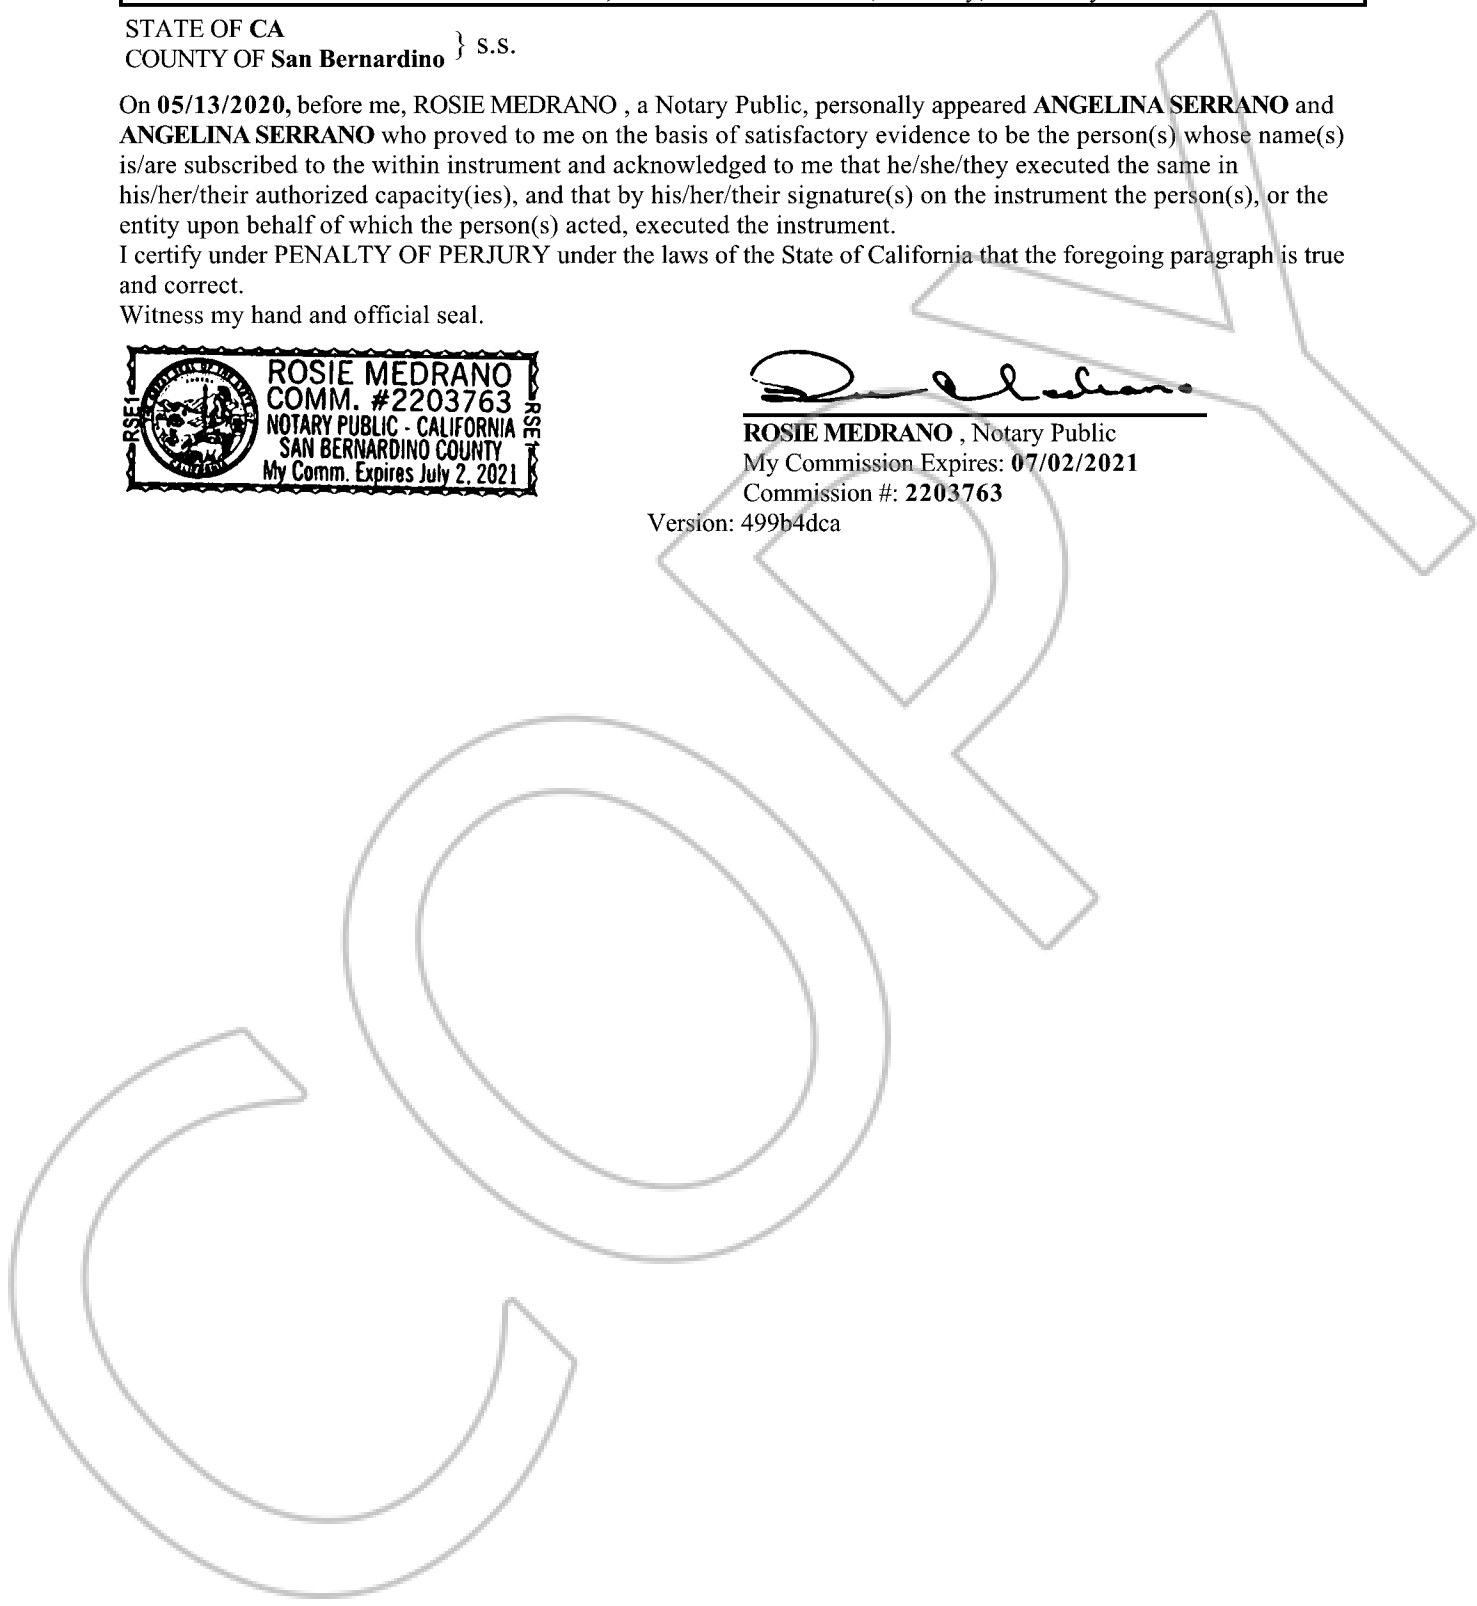 STATE OF CA
COUNTY OF San Bernardino } s.s.
On 05/13/2020, before me, ROSIE MEDRANO , a Notary Public, personally appeared ANGELINA SERRANO and
ANGELINA SERRANO who proved to me on the basis of satisfactory evidence to be the person(s) whose name(s)
is/are subscribed to the within instrument and acknowledged to me that he/she/they executed the same in
his/her/their authorized capacity(ies), and that by his/her/their signature(s) on the instrument the person(s), or the
entity upon behalf of which the person(s) acted, executed the instrument.
I certify under PENALTY OF PERJURY under the laws of the State of California that the foregoing paragraph is true
and correct.
Witness my hand and official seal.
RSE1
ROSIE MEDRANO
COMM. #2203763
NOTARY PUBLIC - CALIFORNIA
SAN BERNARDINO COUNTY
My Comm. Expires July 2, 2021
RSE1
ROSIE MEDRANO , Notary Public
My Commission Expires: 07/02/2021
Commission #: 2203763
Version: 499b4dca
COPY